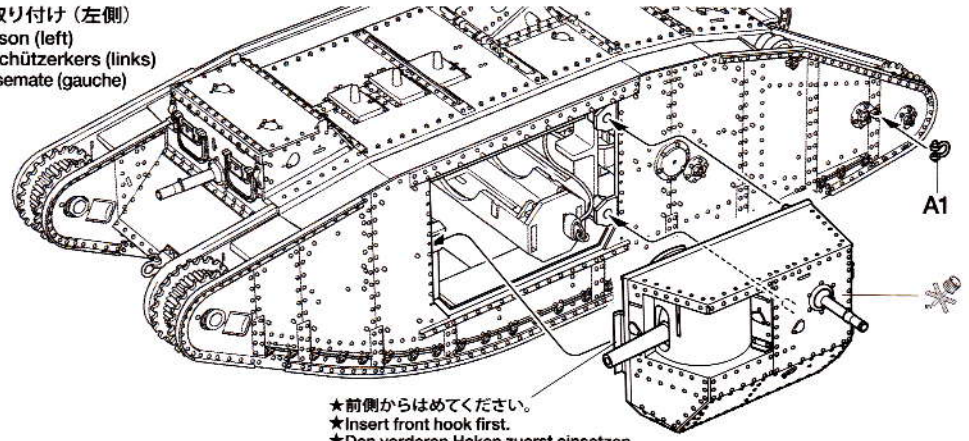 取り付け（左側）
son (left)
chützerkers (links)
semate (gauche)
A1
★前側からはめてください。
★Insert front hook first.
★Den vorderen Haken zuerst einsetzen